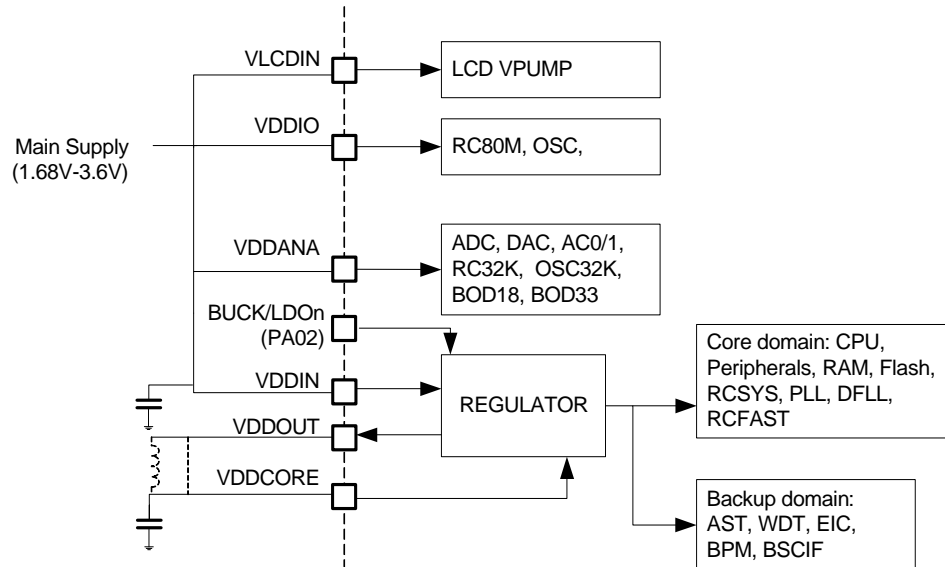 VLCDIN
LCD VPUMP
VDDIO
Main Supply
(1.68V-3.6V)
RC80M, OSC,
VDDANA
ADC, DAC, AC0/1,
RC32K, OSC32K,
BOD18, BOD33
BUCK/LDOn
(PA02)
VDDIN
REGULATOR
Core domain: CPU,
Peripherals, RAM, Flash,
RCSYS, PLL, DFLL,
RCFAST
VDDOUT
VDDCORE
Backup domain:
AST, WDT, EIC,
BPM, BSCIF